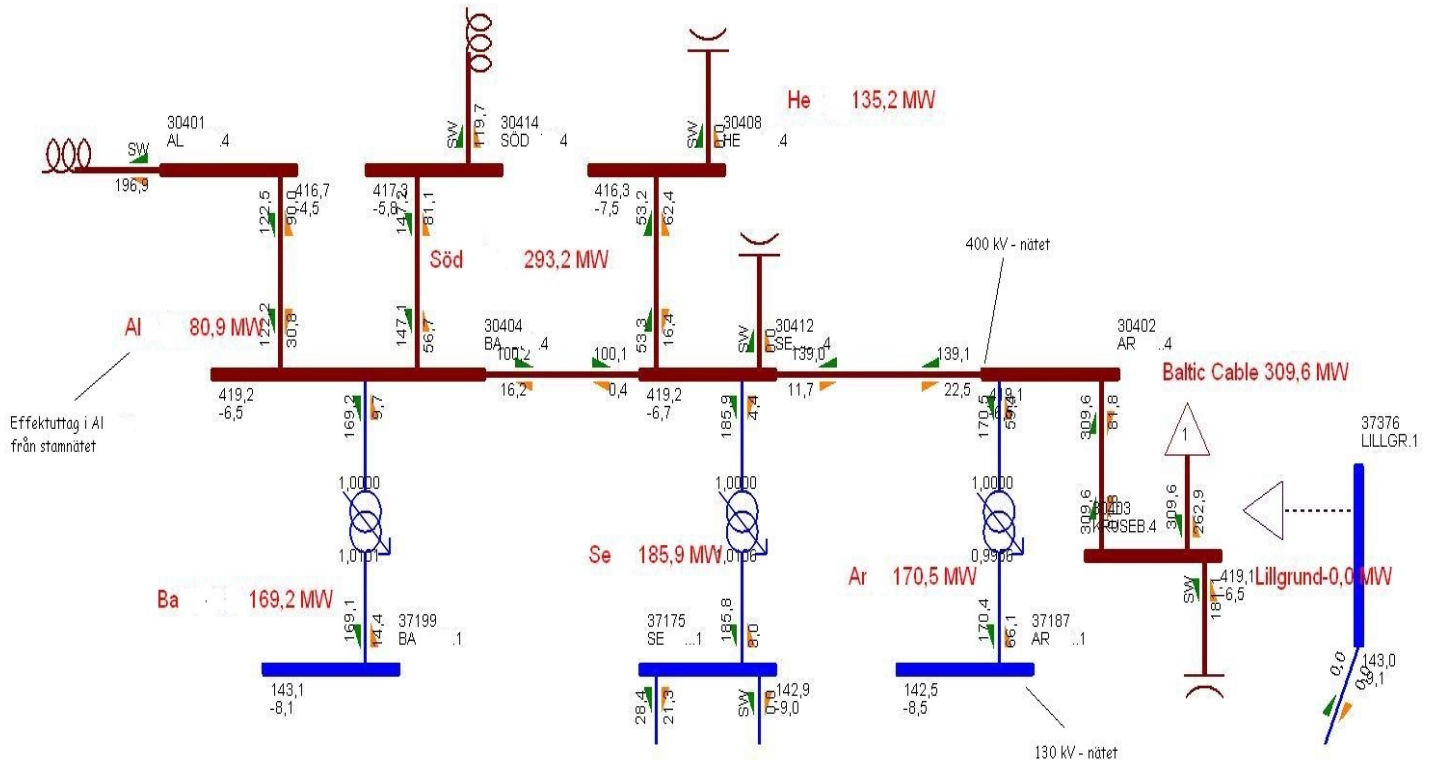 He 135,2 MW
30401
AL .4
SW
196,9
30414
SÖD .4
SW
119,7
30408
HE .4
SW
416,7
-4,5
122,5
90,0
417,3
147,2
81,1
416,3
-7,5
53,2
62,4
400 kV - nätet
Söd 293,2 MW
Al 80,9 MW
122,2
30,8
147,1
56,7
53,3
16,4
SW
30404
BA .4
30412
SE .4
30402
AR ..4
100,2
100,1
139,0
139,1
16,2
0,4
11,7
22,5
Baltic Cable 309,6 MW
419,2
-6,5
419,2
-6,7
169,2
9,7
185,9
4,4
170,5
309,6
81,8
Effektuttag i Al
från stamnätet
37376
LILLGR.1
1
1,0000
1,0000
1,0000
309,6
262,9
KRUSEB.4
Se 185,9 MW
Ar 170,5 MW
419,1
-6,5
Lillgrund-0,0 MW
SW
Ba 169,2 MW
169,1
14,4
37199
BA .1
185,8
8,0
37175
SE ...1
170,4
66,1
37187
AR ..1
143,1
-8,1
28,4
21,3
SW
142,9
-9,0
142,5
-8,5
0,0
0,0
143,0
-9,1
130 kV - nätet